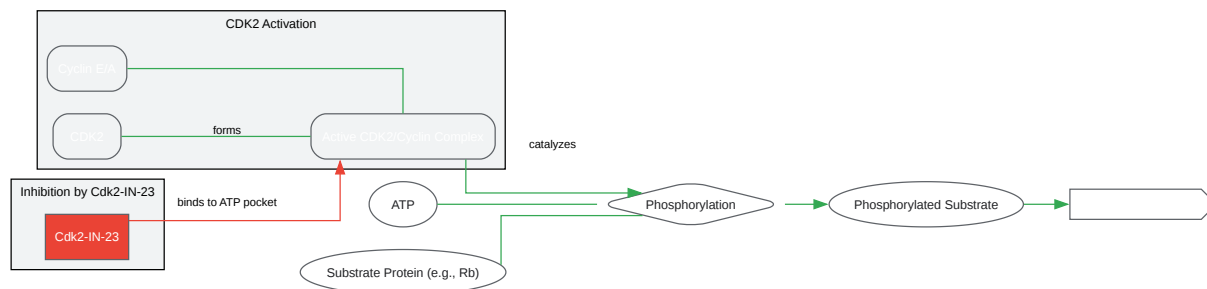 CDK2 Activation
Cyclin E/A
CDK2
forms
Active CDK2/Cyclin Complex
catalyzes
Inhibition by Cdk2-IN-23
Cdk2-IN-23
binds to ATP pocket
ATP
Phosphorylation
Phosphorylated Substrate
Substrate Protein (e.g., Rb)